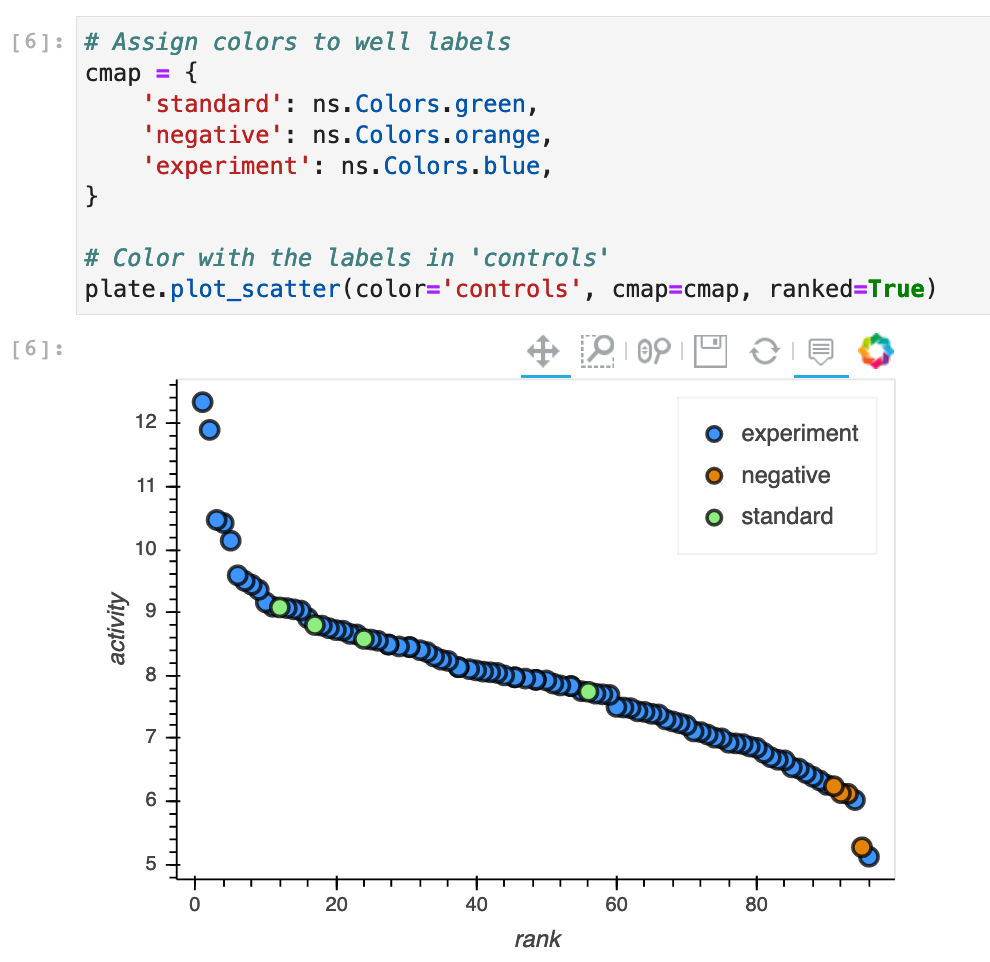 [6]: # Assign colors to well labels
cmap = {
    'standard': ns.Colors.green,
    'negative': ns.Colors.orange,
    'experiment': ns.Colors.blue,
}
# Color with the labels in 'controls'
plate.plot_scatter(color='controls', cmap=cmap, ranked=True)
[6]:
experiment
negative
standard
12
11
10
9
8
7
6
5
activity
0 20 40 60 80
rank